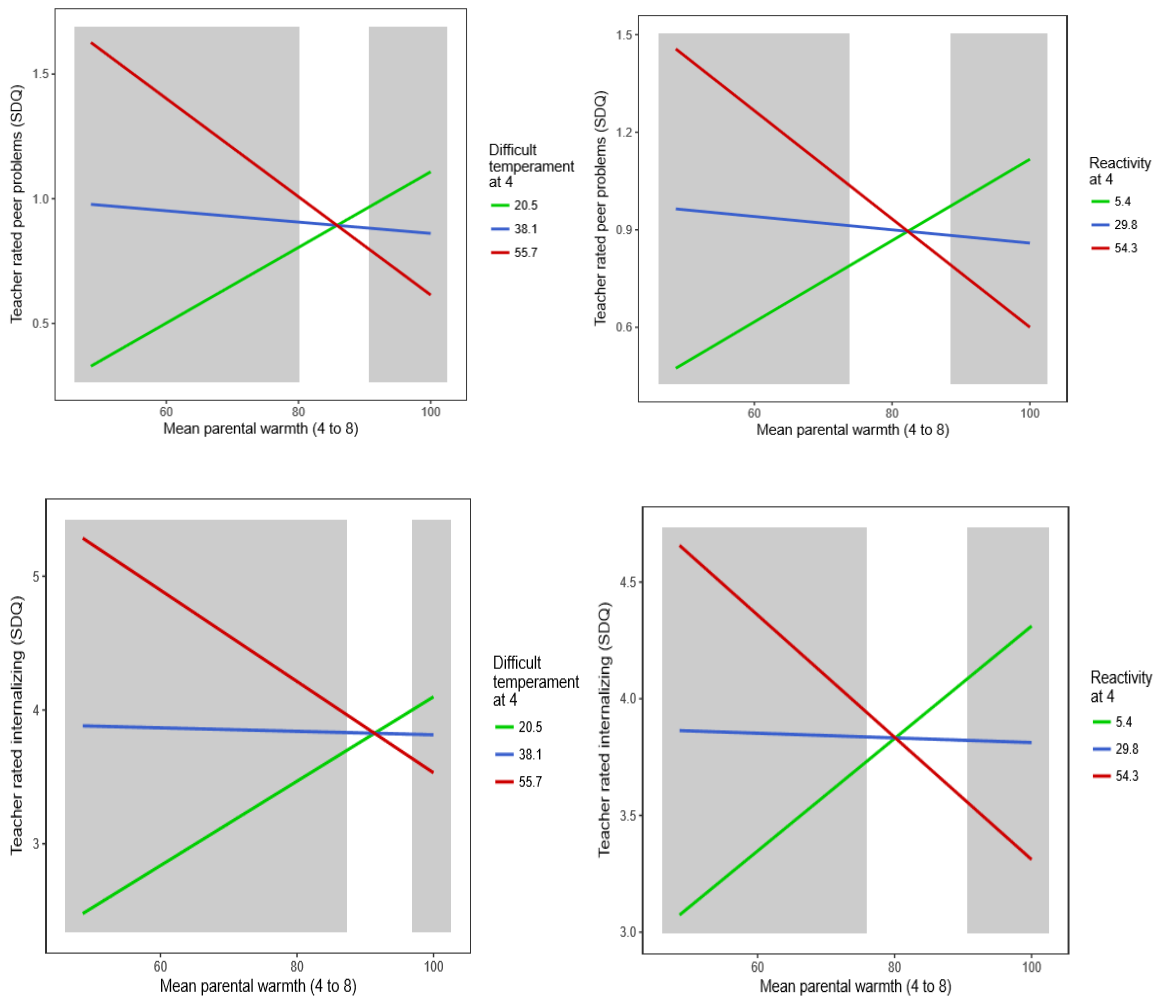 Teacher rated peer problems (SDQ)
1.5
1.0
0.5
60
80
100
Mean parental warmth (4 to 8)
Difficult
temperament
at 4
20.5
38.1
55.7
Teacher rated peer problems (SDQ)
1.5
1.2
0.9
0.6
60
80
100
Mean parental warmth (4 to 8)
Reactivity
at 4
5.4
29.8
54.3
Teacher rated internalizing (SDQ)
5
4
3
60
80
100
Mean parental warmth (4 to 8)
Difficult
temperament
at 4
20.5
38.1
55.7
Teacher rated internalizing (SDQ)
4.5
4.0
3.5
3.0
60
80
100
Mean parental warmth (4 to 8)
Reactivity
at 4
5.4
29.8
54.3